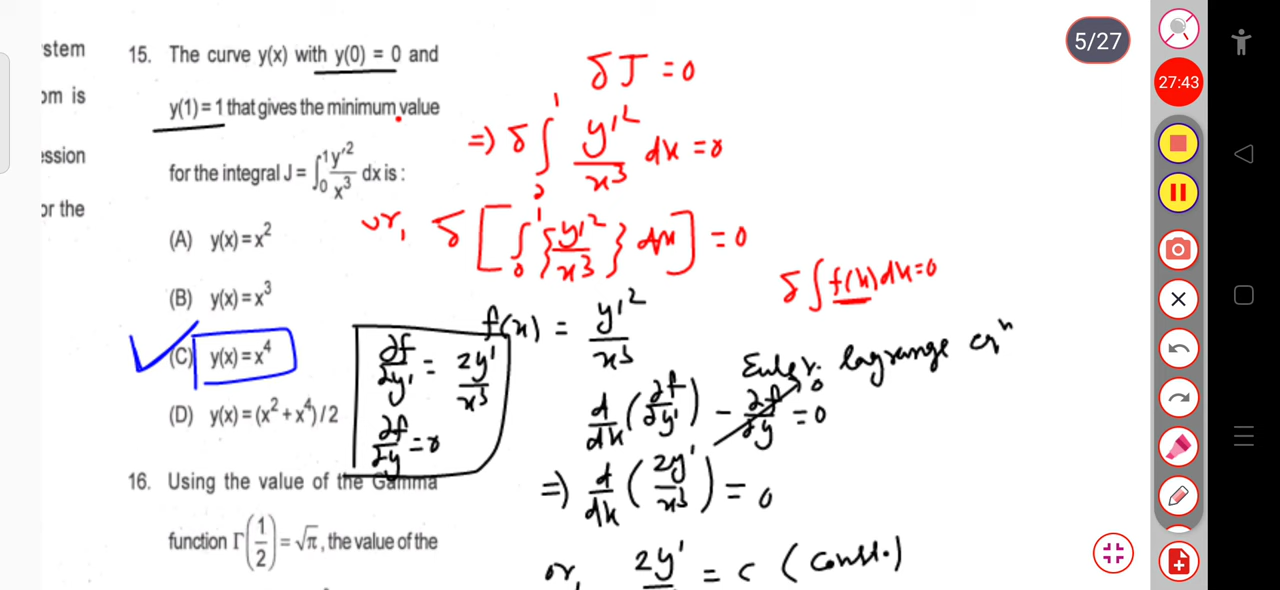 stem
om is
ession
or the
15. The curve y(x) with y(0) = 0 and
y(1) = 1 that gives the minimum value
for the integral J = ∫₀¹ y'²/x³ dx is :
(A) y(x) = x²
(B) y(x) = x³
(C) y(x) = x⁴
(D) y(x) = (x² + x⁴) / 2
16. Using the value of the Gamma
function Γ(1/2) = √π, the value of the
δJ = 0
=) δ ∫₀¹ y'²/x³ dx = 0
or, δ [ ∫₀¹ { y'²/x³ } dx ] = 0
δ ∫ f(x) dx = 0
f(x) = y'²/x³
∂f/∂y' = 2y'/x³
∂f/∂y = 0
Euler. lagrange eqⁿ
d/dx (∂f/∂y') - ∂f/∂y = 0
0
=) d/dx (2y'/x³) = 0
or, 2y' = c (const.)
5/27
27:43